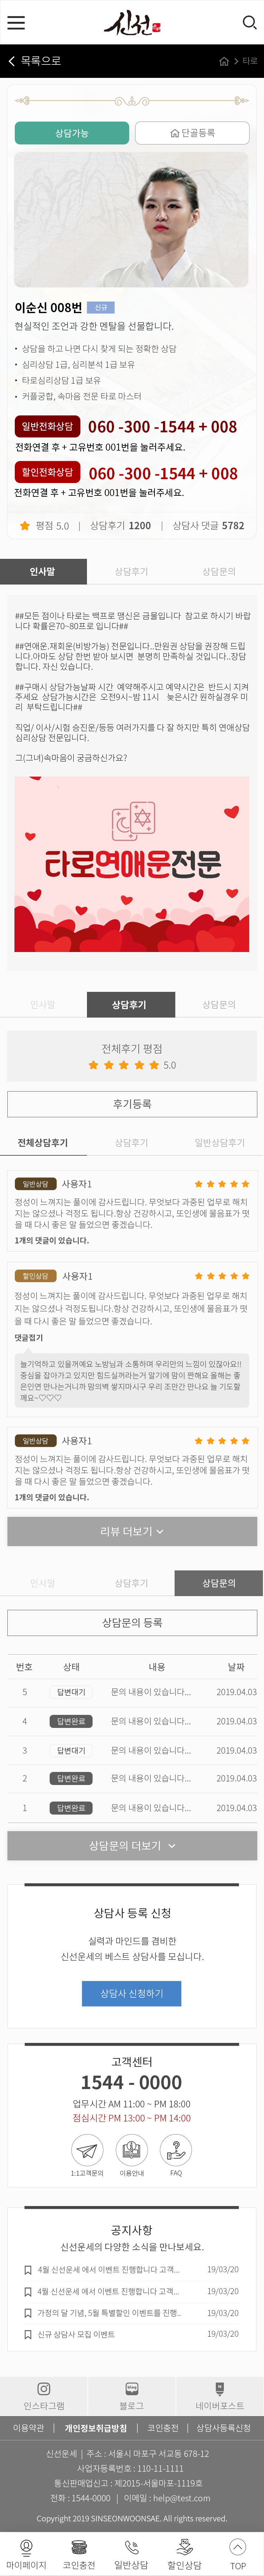 신선
목록으로
타로
상담가능
단골등록
이순신 008번 신규
현실적인 조언과 강한 멘탈을 선물합니다.
• 상담을 하고 나면 다시 찾게 되는 정확한 상담
• 심리상담 1급, 심리분석 1급 보유
• 타로심리상담 1급 보유
• 커플궁합, 속마음 전문 타로 마스터
일반전화상담 060 -300 -1544 + 008
전화연결 후 + 고유번호 001번을 눌러주세요.
할인전화상담 060 -300 -1544 + 008
전화연결 후 + 고유번호 001번을 눌러주세요.
평점 5.0 | 상담후기 1200 | 상담사 댓글 5782
인사말 상담후기 상담문의
##모든 점이나 타로는 백프로 맹신은 금물입니다 참고로 하시기 바랍
니다 확률은70~80프로 입니다##
##연애운.재회운(비방가능) 전문입니다..만원권 상담을 권장해 드립
니다.아마도 상담 한번 받아 보시면 분명히 만족하실 것입니다..장담
합니다. 자신 있습니다.
##구매시 상담가능날짜 시간 예약해주시고 예약시간은 반드시 지켜
주세요 상담가능시간은 오전9시~밤 11시 늦은시간 원하실경우 미
리 부탁드립니다##
직업/ 이사/시험 승진운/등등 여러가지를 다 잘 하지만 특히 연애상담
심리상담 전문입니다.
그(그녀)속마음이 궁금하신가요?
타로연애운전문
인사말 상담후기 상담문의
전체후기 평점
5.0
후기등록
전체상담후기 상담후기 일반상담후기
일반상담 사용자1
정성이 느껴지는 풀이에 감사드립니다. 무엇보다 과중된 업무로 해치
지는 않으셨나 걱정도 됩니다.항상 건강하시고, 또인생에 물음표가 떳
을 때 다시 좋은 말 들었으면 좋겠습니다.
1개의 댓글이 있습니다.
할인상담 사용자1
정성이 느껴지는 풀이에 감사드립니다. 무엇보다 과중된 업무로 해치
지는 않으셨나 걱정도됩니다.항상 건강하시고, 또인생에 물음표가 떳
을 때 다시 좋은 말 들었으면 좋겠습니다.
댓글접기
늘기억하고 있을꺼예요 노방님과 소통하며 우리만의 느낌이 있잖아요!!
중심을 잡아가고 있지만 힘드실꺼라는거 알기에 맘이 짠해요 올해는 좋
은인연 만나는거니까 맘의벽 쌓지마시구 우리 조만간 만나요 늘 기도할
께요~♡♡♡
일반상담 사용자1
정성이 느껴지는 풀이에 감사드립니다. 무엇보다 과중된 업무로 해치
지는 않으셨나 걱정도 됩니다.항상 건강하시고, 또인생에 물음표가 떳
을 때 다시 좋은 말 들었으면 좋겠습니다.
1개의 댓글이 있습니다.
리뷰 더보기
인사말 상담후기 상담문의
상담문의 등록
번호 상태 내용 날짜
5 답변대기 문의 내용이 있습니다... 2019.04.03
4 답변완료 문의 내용이 있습니다... 2019.04.03
3 답변대기 문의 내용이 있습니다... 2019.04.03
2 답변완료 문의 내용이 있습니다... 2019.04.03
1 답변완료 문의 내용이 있습니다... 2019.04.03
상담문의 더보기
상담사 등록 신청
실력과 마인드를 겸비한
신선운세의 베스트 상담사를 모십니다.
상담사 신청하기
고객센터
1544 - 0000
업무시간 AM 11:00 ~ PM 18:00
점심시간 PM 13:00 ~ PM 14:00
1:1고객문의 이용안내 FAQ
공지사항
신선운세의 다양한 소식을 만나보세요.
4월 신선운세 에서 이벤트 진행합니다 고객... 19/03/20
4월 신선운세 에서 이벤트 진행합니다 고객... 19/03/20
가정의 달 기념, 5월 특별할인 이벤트를 진행.. 19/03/20
신규 상담사 모집 이벤트 19/03/20
인스타그램 블로그 네이버포스트
이용약관 | 개인정보취급방침 | 코인충전 | 상담사등록신청
신선운세 | 주소 : 서울시 마포구 서교동 678-12
사업자등록번호 : 110-11-1111
통신판매업신고 : 제2015-서울마포-1119호
전화 : 1544-0000 | 이메일 : help@test.com
Copyright 2019 SINSEONWOONSAE. All rights reserved.
마이페이지 코인충전 일반상담 할인상담 TOP